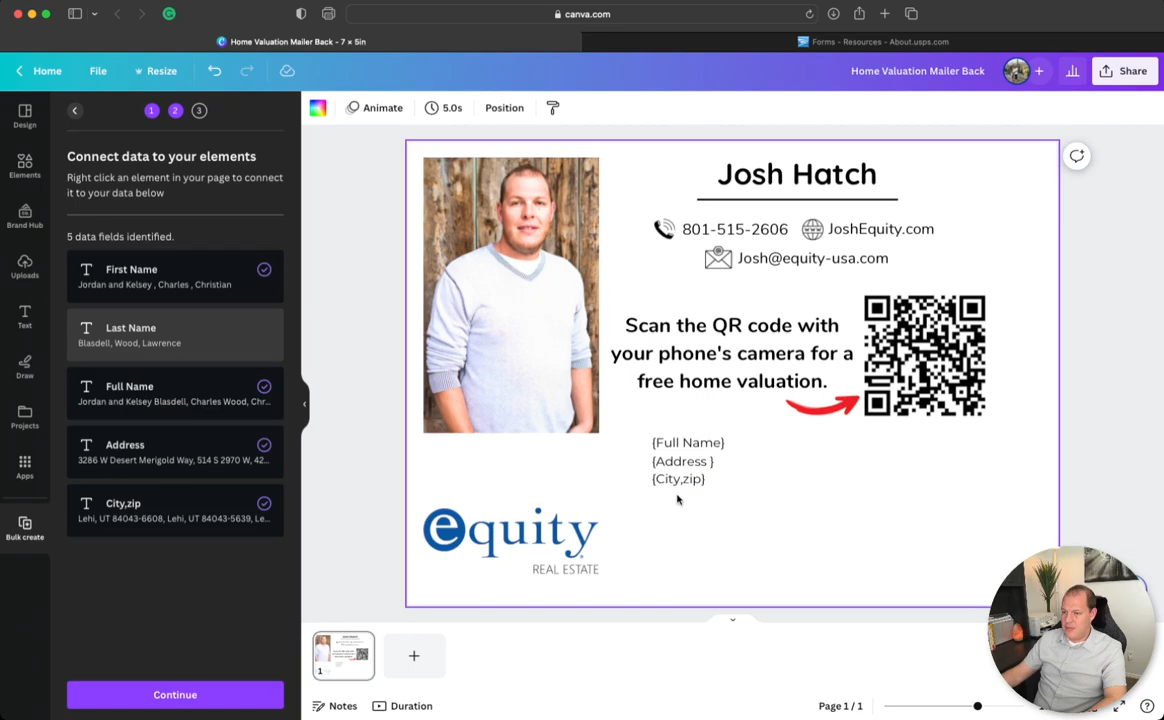 canva.com
Home Valuation Mailer Back - 7 × 5in
Forms - Resources - About.usps.com
Home
File
Resize
Home Valuation Mailer Back
Share
Design
Elements
Brand Hub
Uploads
Text
Draw
Projects
Apps
Bulk create
1 2 3
Connect data to your elements
Right click an element in your page to connect
it to your data below
5 data fields identified.
First Name
Jordan and Kelsey , Charles , Christian
Last Name
Blasdell, Wood, Lawrence
Full Name
Jordan and Kelsey Blasdell, Charles Wood, Chr...
Address
3286 W Desert Merigold Way, 514 S 2970 W, 42...
City,zip
Lehi, UT 84043-6608, Lehi, UT 84043-5639, Le...
Continue
Animate
5.0s
Position
Josh Hatch
801-515-2606 JoshEquity.com
Josh@equity-usa.com
Scan the QR code with
your phone's camera for a
free home valuation.
{Full Name}
{Address }
{City,zip}
equity
REAL ESTATE
1
Notes
Duration
Page 1 / 1